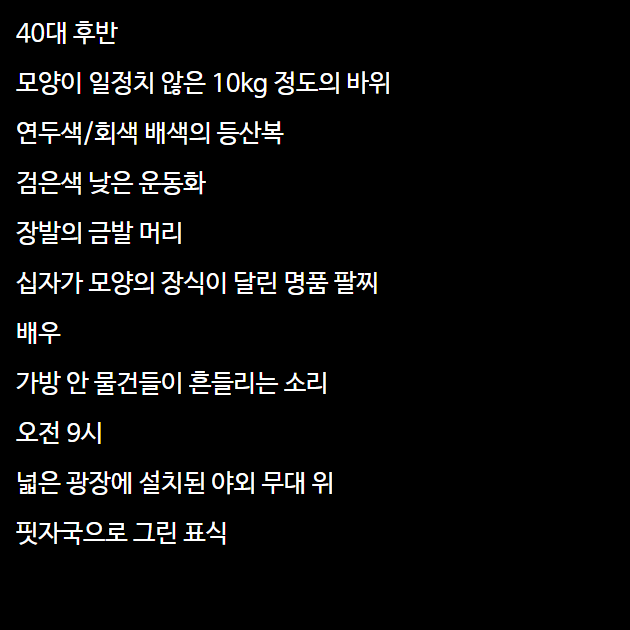 40대 후반
모양이 일정치 않은 10kg 정도의 바위
연두색/회색 배색의 등산복
검은색 낮은 운동화
장발의 금발 머리
십자가 모양의 장식이 달린 명품 팔찌
배우
가방 안 물건들이 흔들리는 소리
오전 9시
넓은 광장에 설치된 야외 무대 위
핏자국으로 그린 표식